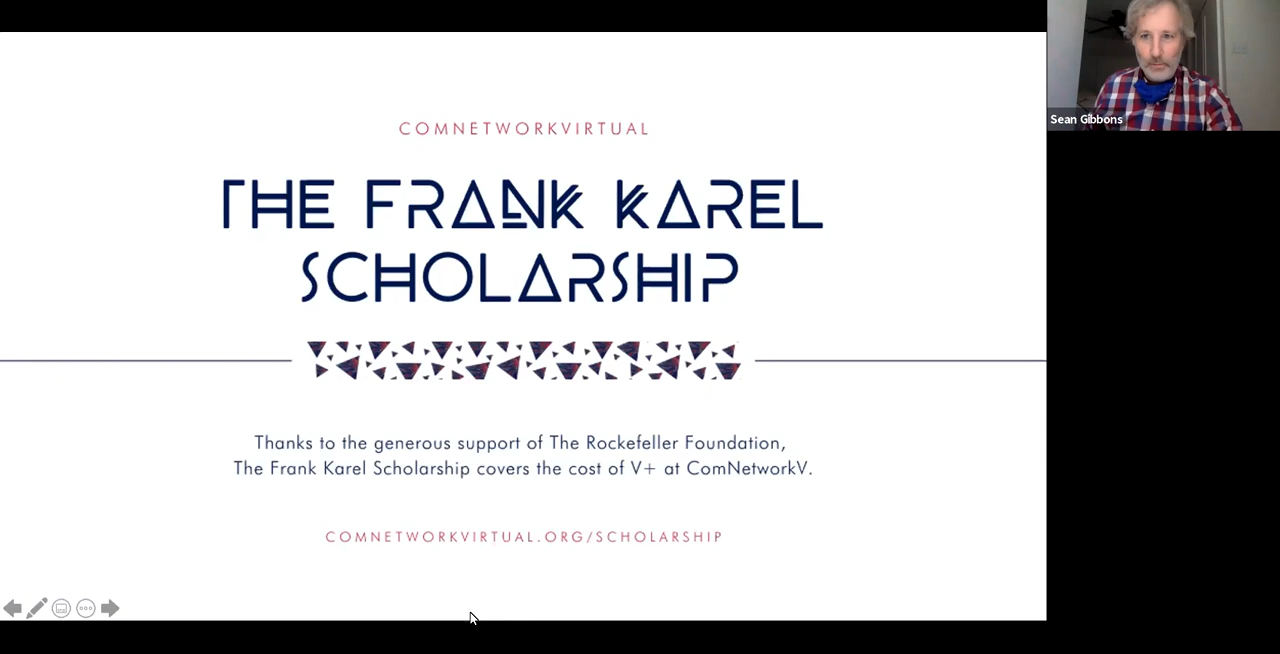 COMNETWORKVIRTUAL
THE FRANK KAREL
SCHOLARSHIP
Thanks to the generous support of The Rockefeller Foundation,
The Frank Karel Scholarship covers the cost of V+ at ComNetworkV.
COMNETWORKVIRTUAL.ORG/SCHOLARSHIP
Sean Gibbons